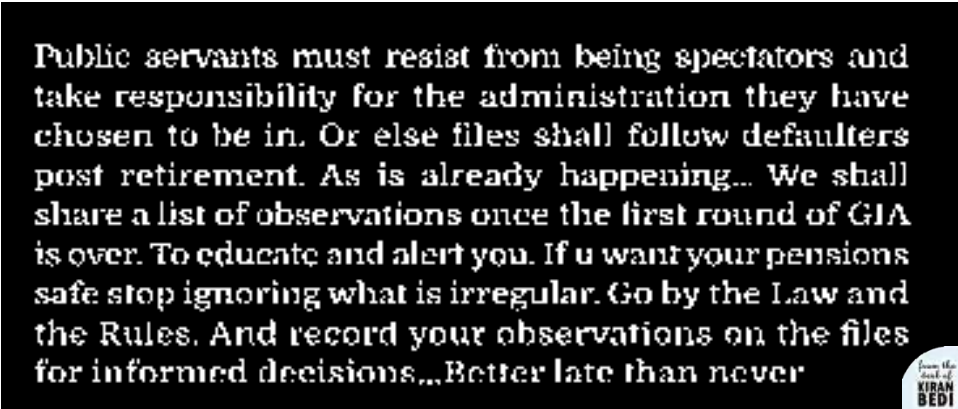 Public servants must resist from being spectators and
take responsibility for the administration they have
chosen to be in. Or else files shall follow defaulters
post retirement. As is already happening... We shall
share a list of observations once the first round of GIA
is over. To educate and alert you. If u want your pensions
safe stop ignoring what is irregular. Go by the Law and
the Rules. And record your observations on the files
for informed decisions...Better late than never
from the
desk of
KIRAN
BEDI